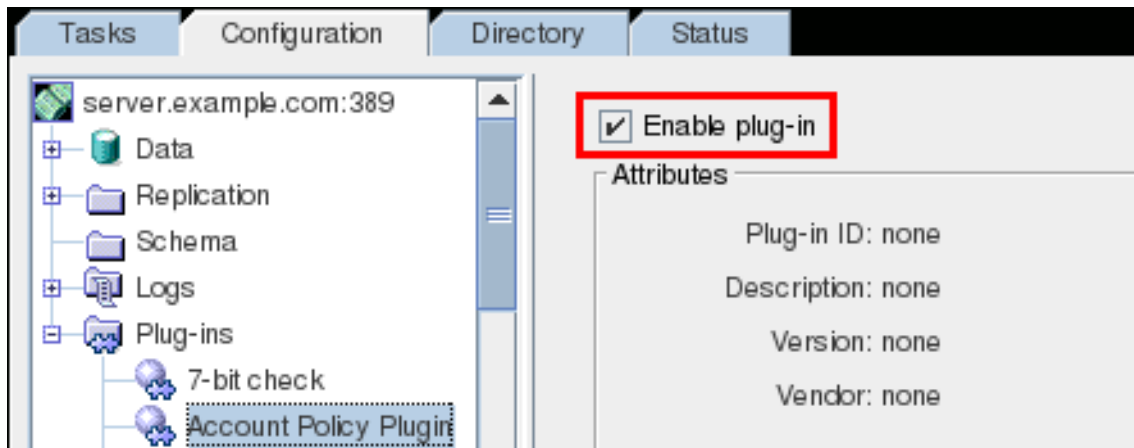 Tasks
Configuration
Directory
Status
server.example.com:389
Data
Replication
Schema
Logs
Plug-ins
7-bit check
Account Policy Plugin
Enable plug-in
Attributes
Plug-in ID: none
Description: none
Version: none
Vendor: none